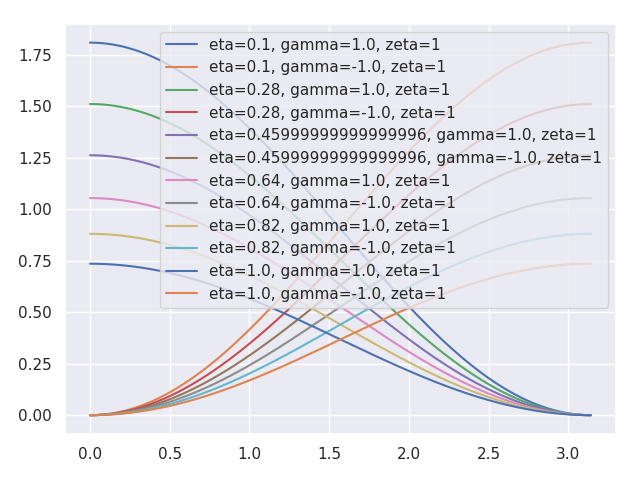 1.75
1.50
1.25
1.00
0.75
0.50
0.25
0.00
eta=0.1, gamma=1.0, zeta=1
eta=0.1, gamma=-1.0, zeta=1
eta=0.28, gamma=1.0, zeta=1
eta=0.28, gamma=-1.0, zeta=1
eta=0.45999999999999996, gamma=1.0, zeta=1
eta=0.45999999999999996, gamma=-1.0, zeta=1
eta=0.64, gamma=1.0, zeta=1
eta=0.64, gamma=-1.0, zeta=1
eta=0.82, gamma=1.0, zeta=1
eta=0.82, gamma=-1.0, zeta=1
eta=1.0, gamma=1.0, zeta=1
eta=1.0, gamma=-1.0, zeta=1
0.0 0.5 1.0 1.5 2.0 2.5 3.0